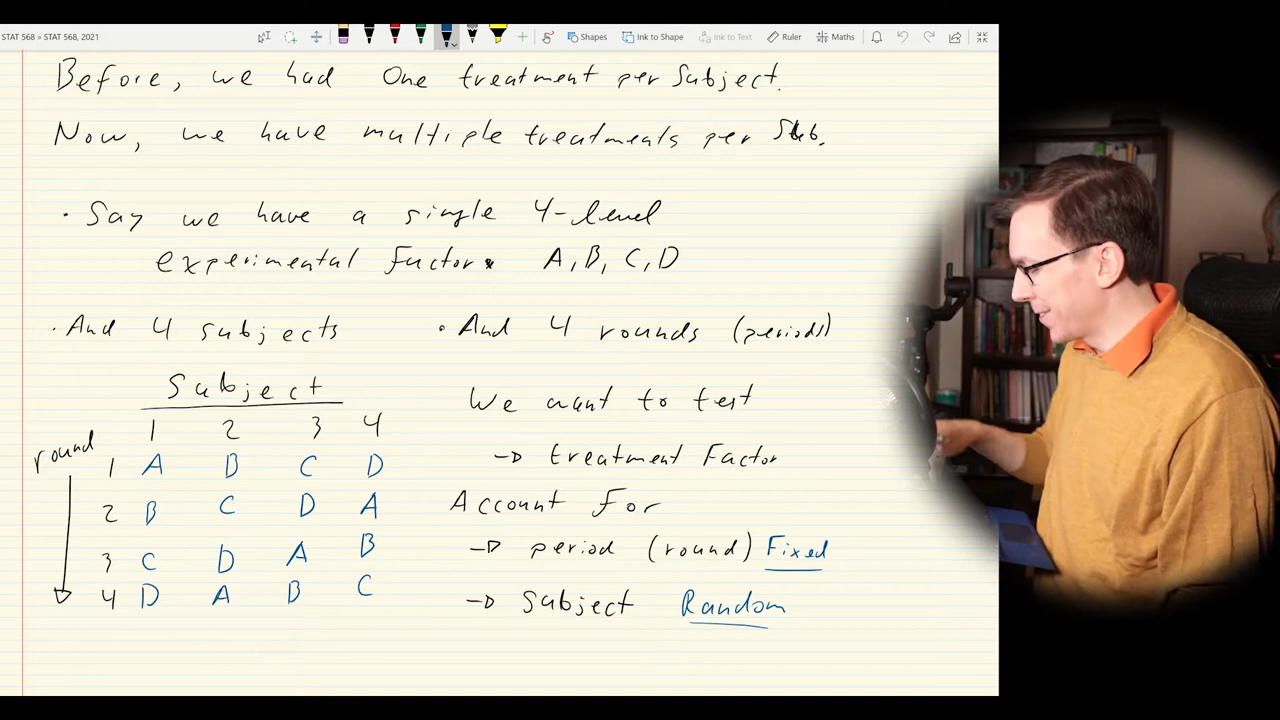 STAT 568 » STAT 568, 2021
Shapes Ink to Shape Ink to Text Ruler Maths
Before, we had One treatment per Subject.
Now, we have multiple treatments per Sub.
• Say we have a single 4-level
experimental Factor. A, B, C, D
• And 4 subjects • And 4 rounds (periods)
Subject We want to test
1 2 3 4
round
1 A B C D → treatment Factor
2 B C D A Account For
3 C D A B → period (round) Fixed
4 D A B C → Subject Random